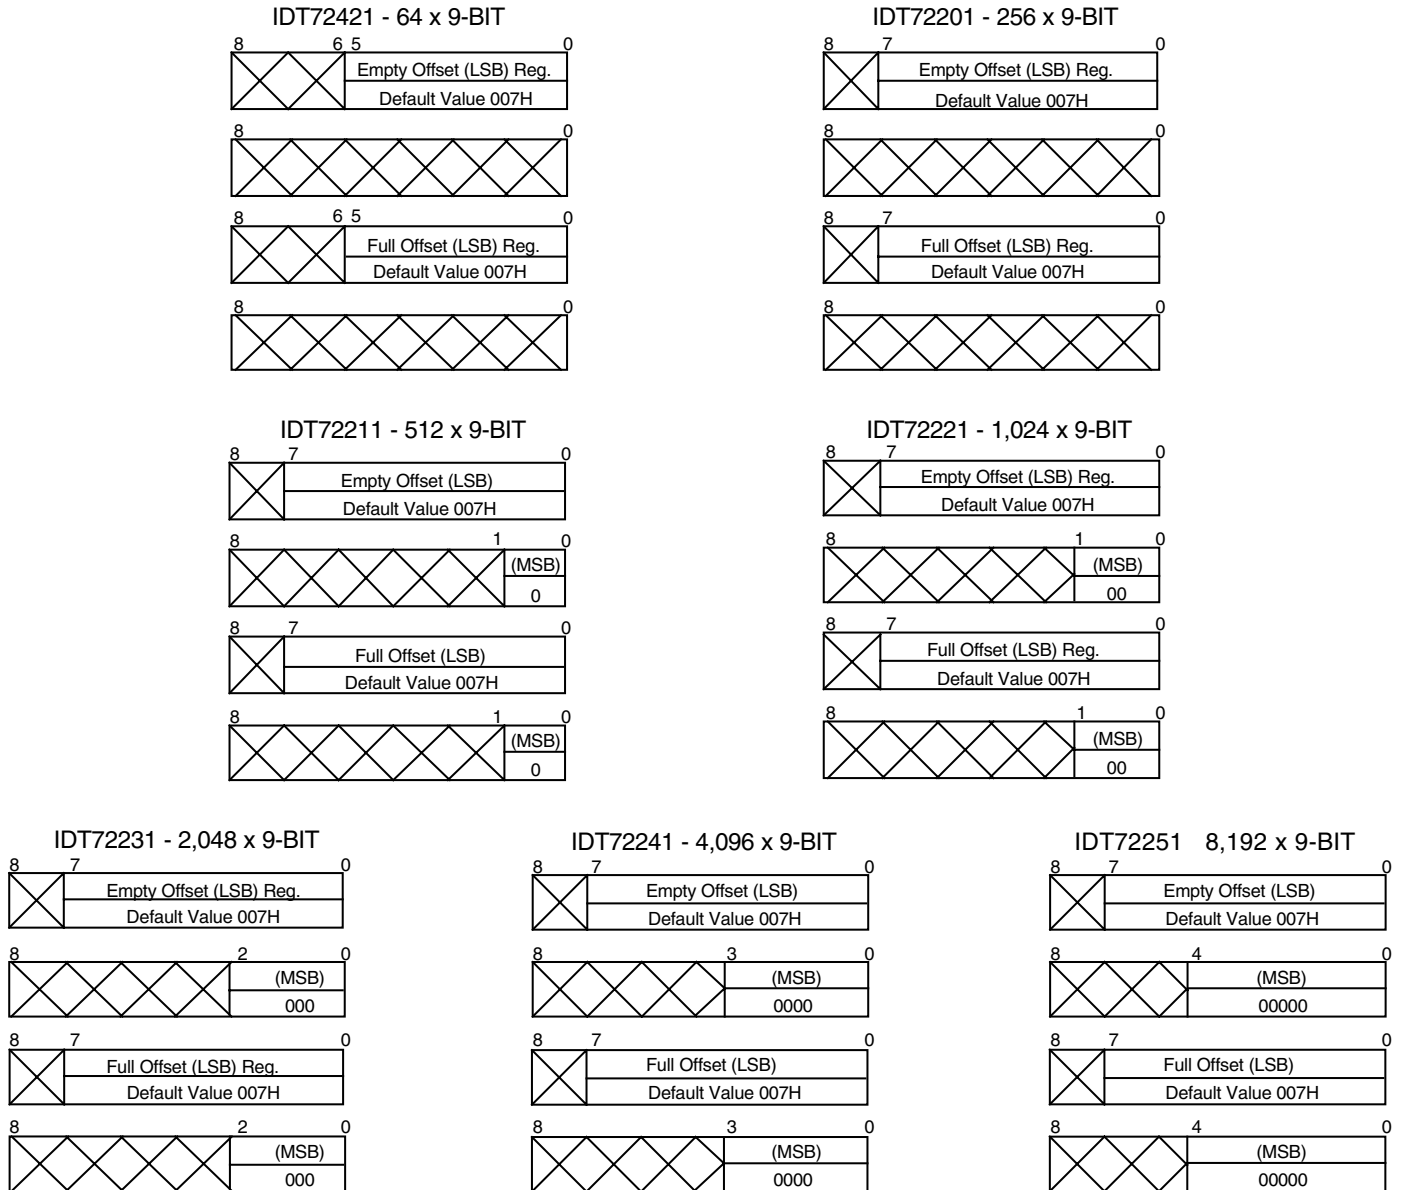 IDT72421 - 64 x 9-BIT
8 6 5 0
Empty Offset (LSB) Reg.
Default Value 007H
8 0
8 6 5 0
Full Offset (LSB) Reg.
Default Value 007H
8 0
IDT72201 - 256 x 9-BIT
8 7 0
Empty Offset (LSB) Reg.
Default Value 007H
8 0
8 7 0
Full Offset (LSB) Reg.
Default Value 007H
8 0
IDT72211 - 512 x 9-BIT
8 7 0
Empty Offset (LSB)
Default Value 007H
8 1 0
(MSB)
0
8 7 0
Full Offset (LSB)
Default Value 007H
8 1 0
(MSB)
0
IDT72221 - 1,024 x 9-BIT
8 7 0
Empty Offset (LSB) Reg.
Default Value 007H
8 1 0
(MSB)
00
8 7 0
Full Offset (LSB) Reg.
Default Value 007H
8 1 0
(MSB)
00
IDT72231 - 2,048 x 9-BIT
8 7 0
Empty Offset (LSB) Reg.
Default Value 007H
8 2 0
(MSB)
000
8 7 0
Full Offset (LSB) Reg.
Default Value 007H
8 2 0
(MSB)
000
IDT72241 - 4,096 x 9-BIT
8 7 0
Empty Offset (LSB)
Default Value 007H
8 3 0
(MSB)
0000
8 7 0
Full Offset (LSB)
Default Value 007H
8 3 0
(MSB)
0000
IDT72251 8,192 x 9-BIT
8 7 0
Empty Offset (LSB)
Default Value 007H
8 4 0
(MSB)
00000
8 7 0
Full Offset (LSB)
Default Value 007H
8 4 0
(MSB)
00000